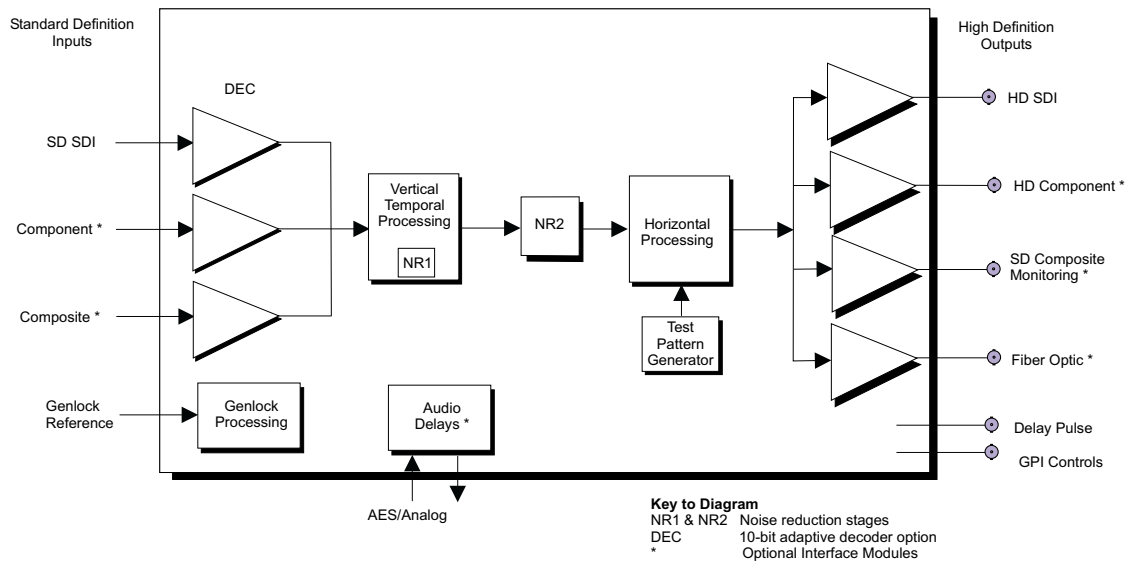 Standard Definition
Inputs
High Definition
Outputs
DEC
SD SDI
HD SDI
Vertical
Temporal
Processing
NR1
NR2
Horizontal
Processing
HD Component *
Component *
SD Composite
Monitoring *
Composite *
Test
Pattern
Generator
Fiber Optic *
Genlock
Reference
Genlock
Processing
Audio
Delays *
Delay Pulse
GPI Controls
AES/Analog
Key to Diagram
NR1 & NR2 Noise reduction stages
DEC 10-bit adaptive decoder option
* Optional Interface Modules